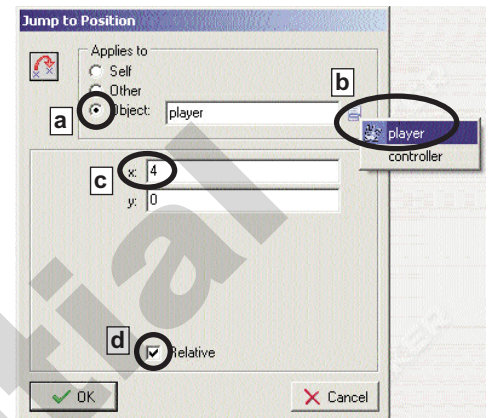 Jump to Position
Applies to
Self
Other
Object: player
a
b
player
controller
c
x: 4
y: 0
d
Relative
OK
Cancel